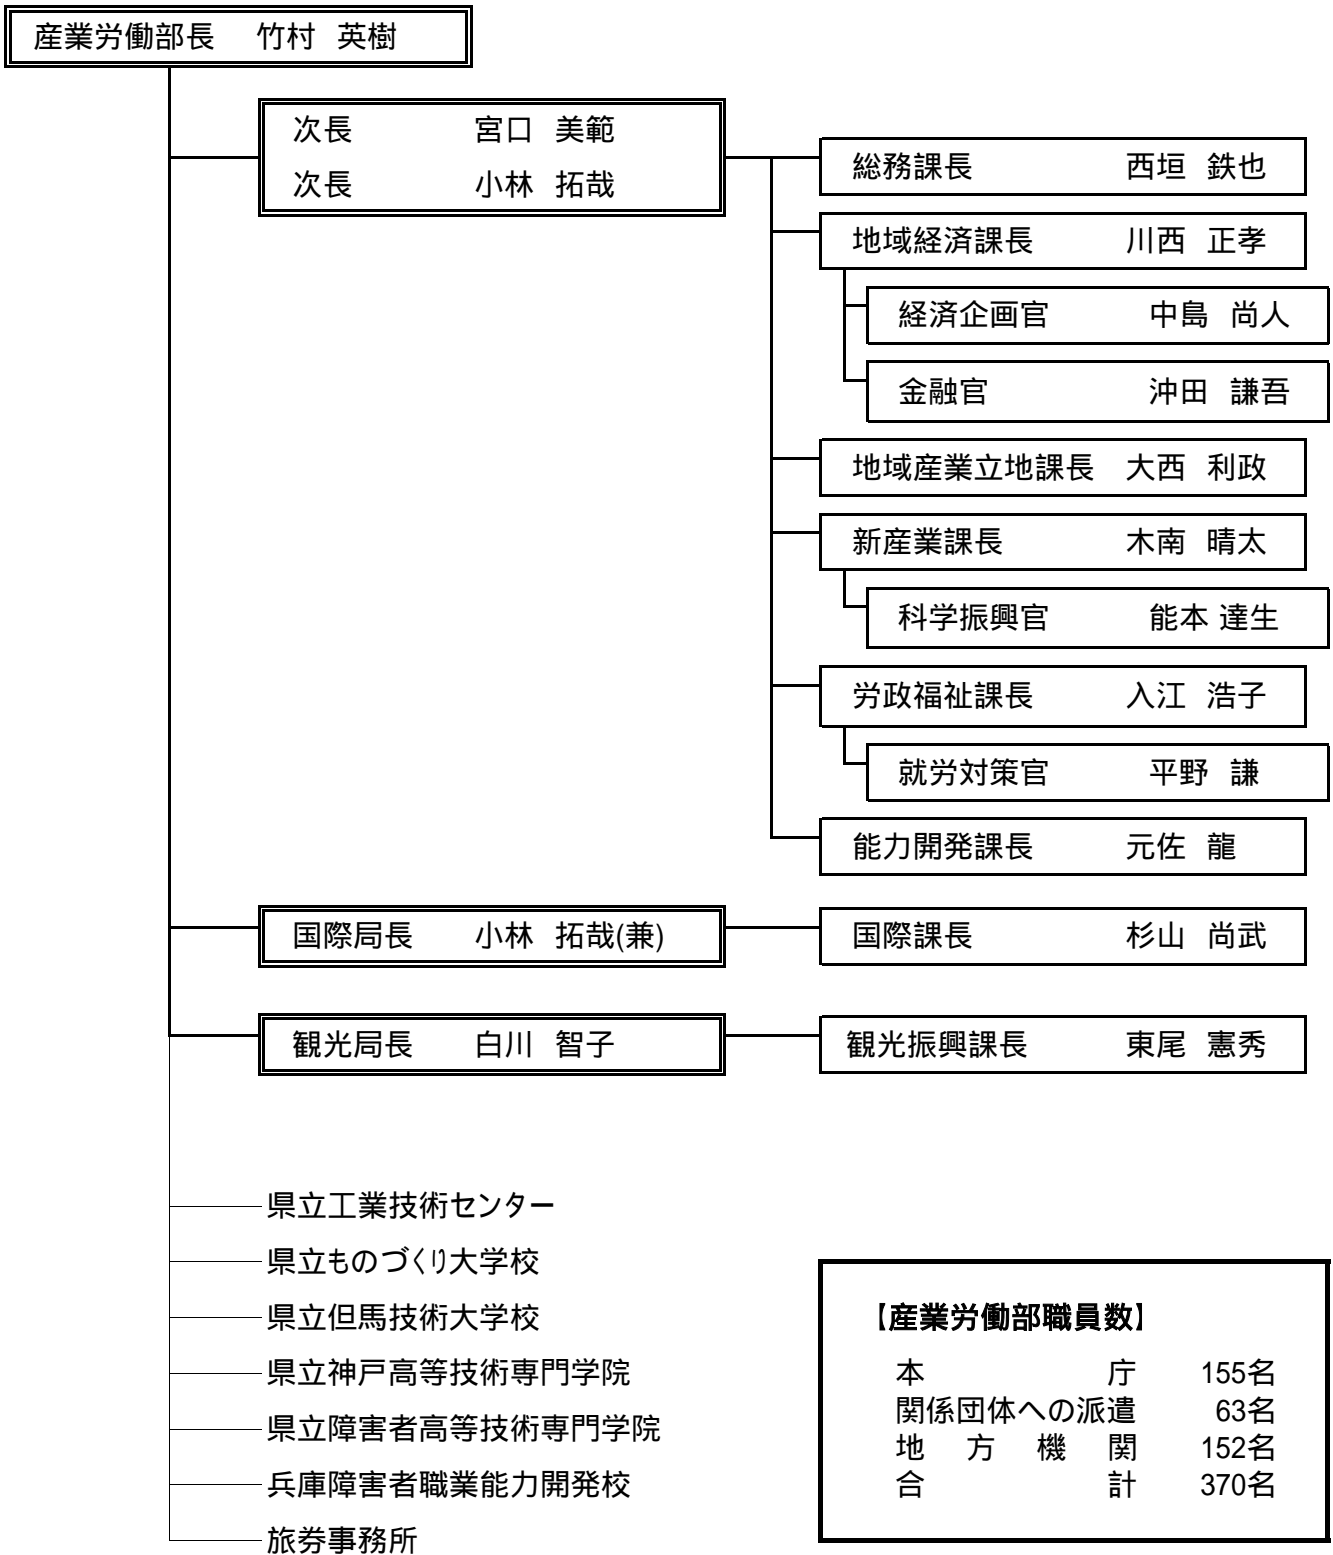 産業労働部長 竹村 英樹
次長 宮口 美範
次長 小林 拓哉
総務課長 西垣 鉄也
地域経済課長 川西 正孝
経済企画官 中島 尚人
金融官 沖田 謙吾
地域産業立地課長 大西 利政
新産業課長 木南 晴太
科学振興官 能本 達生
労政福祉課長 入江 浩子
就労対策官 平野 謙
能力開発課長 元佐 龍
国際局長 小林 拓哉(兼)
国際課長 杉山 尚武
観光局長 白川 智子
観光振興課長 東尾 憲秀
県立工業技術センター
県立ものづくり大学校
県立但馬技術大学校
県立神戸高等技術専門学院
県立障害者高等技術専門学院
兵庫障害者職業能力開発校
旅券事務所
【産業労働部職員数】
本庁 155名
関係団体への派遣 63名
地方機関 152名
合計 370名